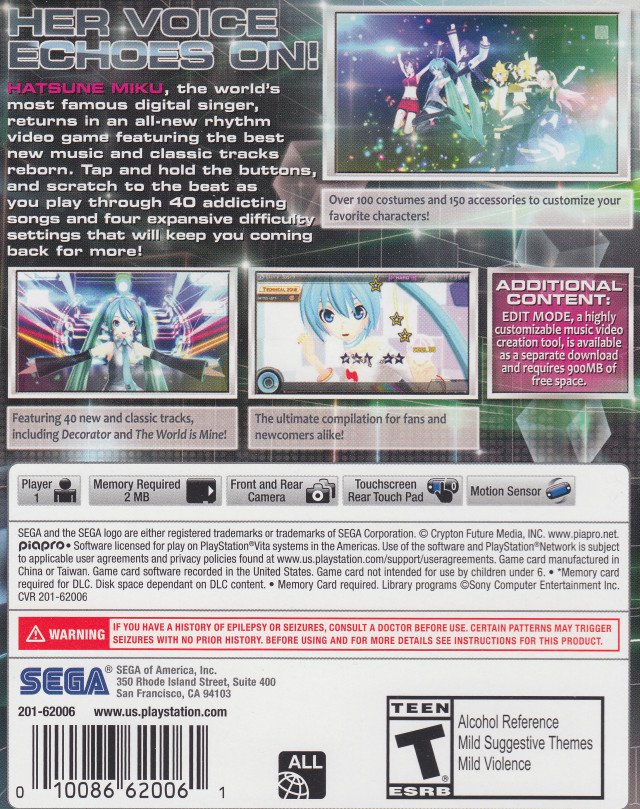 HER VOICE
ECHOES ON!
HATSUNE MIKU, the world's
most famous digital singer,
returns in an all-new rhythm
video game featuring the best
new music and classic tracks
reborn. Tap and hold the buttons,
and scratch to the beat as
you play through 40 addicting
songs and four expansive difficulty
settings that will keep you coming
back for more!
Over 100 costumes and 150 accessories to customize your
favorite characters!
TECHNICAL ZONE
Featuring 40 new and classic tracks,
including Decorator and The World is Mine!
The ultimate compilation for fans and
newcomers alike!
ADDITIONAL
CONTENT:
EDIT MODE, a highly
customizable music video
creation tool, is available
as a separate download
and requires 900MB of
free space.
Player
1
Memory Required
2 MB
Front and Rear
Camera
Touchscreen
Rear Touch Pad
Motion Sensor
SEGA and the SEGA logo are either registered trademarks or trademarks of SEGA Corporation. © Crypton Future Media, INC. www.piapro.net.
piapro • Software licensed for play on PlayStation®Vita systems in the Americas. Use of the software and PlayStation®Network is subject
to applicable user agreements and privacy policies found at www.us.playstation.com/support/useragreements. Game card manufactured in
China or Taiwan. Game card software recorded in the United States. Game card not intended for use by children under 6. • *Memory card
required for DLC. Disk space dependant on DLC content. • Memory Card required. Library programs ©Sony Computer Entertainment Inc.
CVR 201-62006
WARNING
IF YOU HAVE A HISTORY OF EPILEPSY OR SEIZURES, CONSULT A DOCTOR BEFORE USE. CERTAIN PATTERNS MAY TRIGGER
SEIZURES WITH NO PRIOR HISTORY. BEFORE USING AND FOR MORE DETAILS SEE INSTRUCTIONS FOR THIS PRODUCT.
SEGA®
SEGA of America, Inc.
350 Rhode Island Street, Suite 400
San Francisco, CA 94103
201-62006 www.us.playstation.com
0 10086 62006 1
ALL
TEEN
T
ESRB
Alcohol Reference
Mild Suggestive Themes
Mild Violence